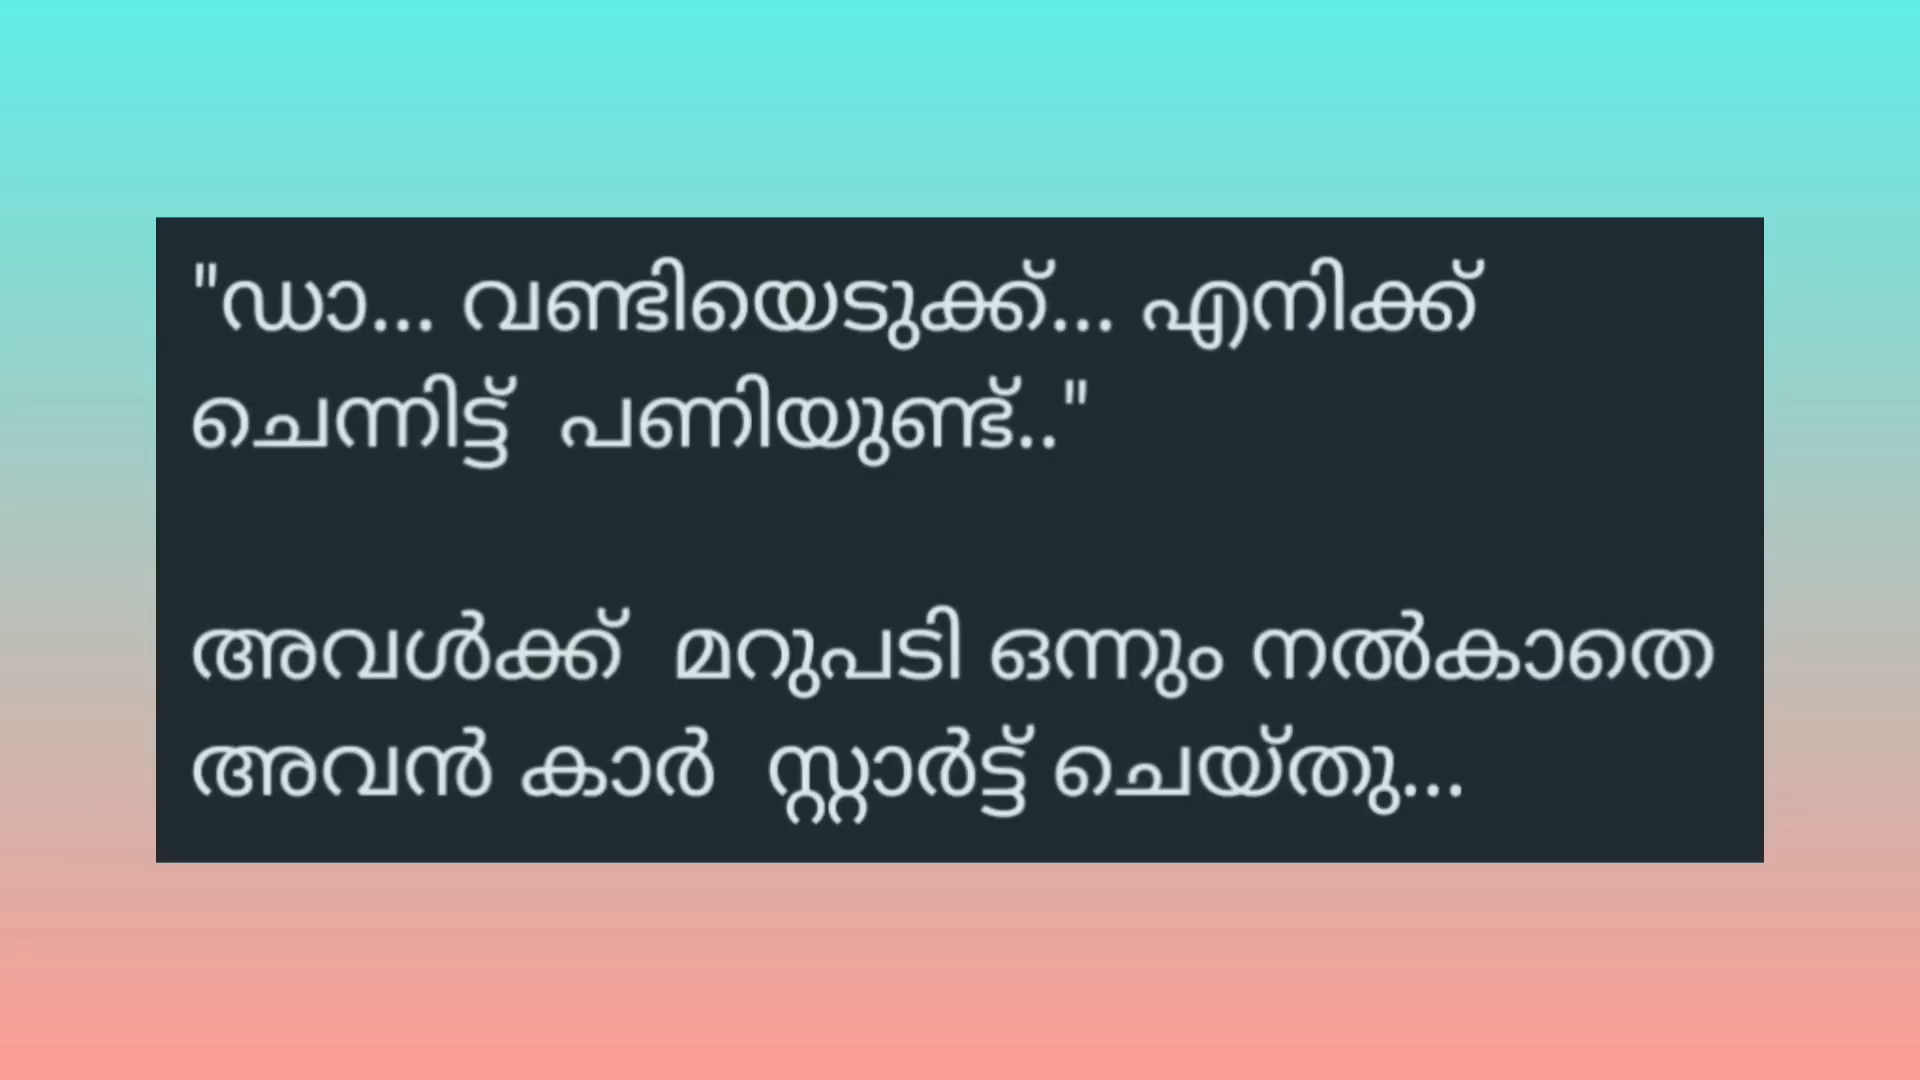 "ഡാ... വണ്ടിയെടുക്ക്... എനിക്ക്
ചെന്നിട്ട്  പണിയുണ്ട്.."
അവൾക്ക്  മറുപടി ഒന്നും നൽകാതെ
അവൻ കാർ  സ്റ്റാർട്ട് ചെയ്തു...